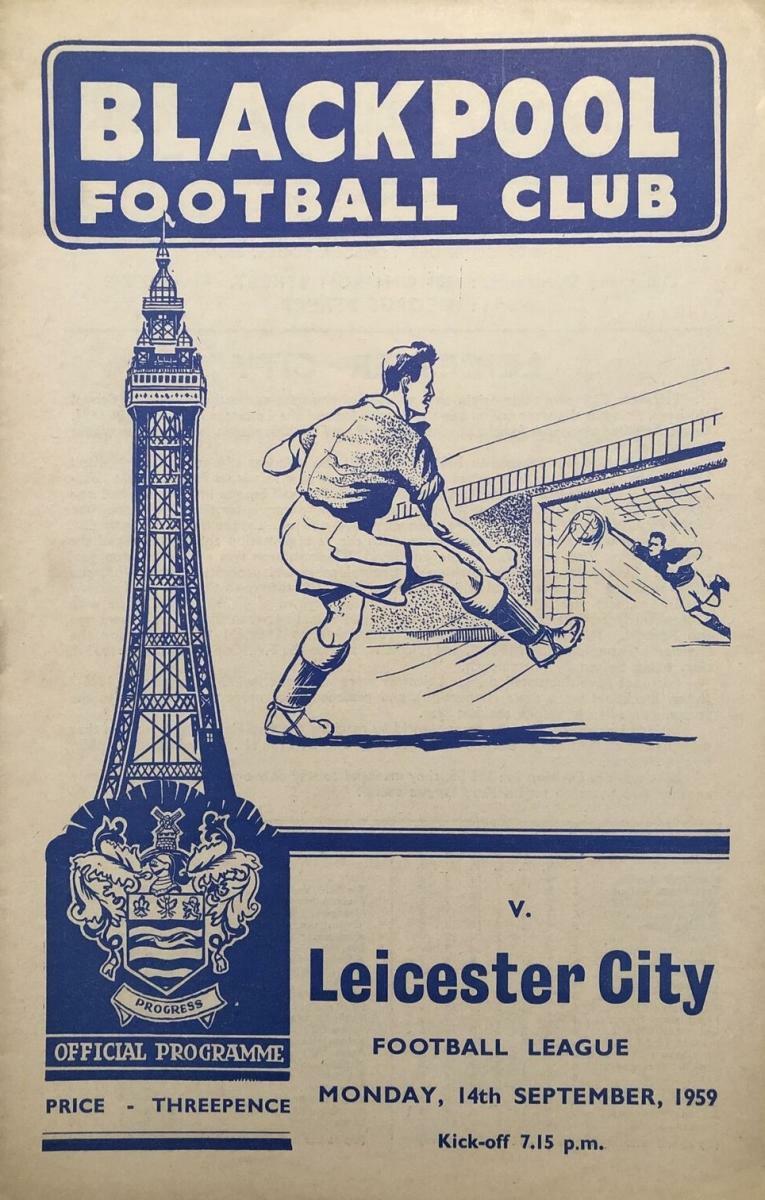 BLACKPOOL
FOOTBALL CLUB
PROGRESS
OFFICIAL PROGRAMME
PRICE - THREEPENCE
v.
Leicester City
FOOTBALL LEAGUE
MONDAY, 14th SEPTEMBER, 1959
Kick-off 7.15 p.m.